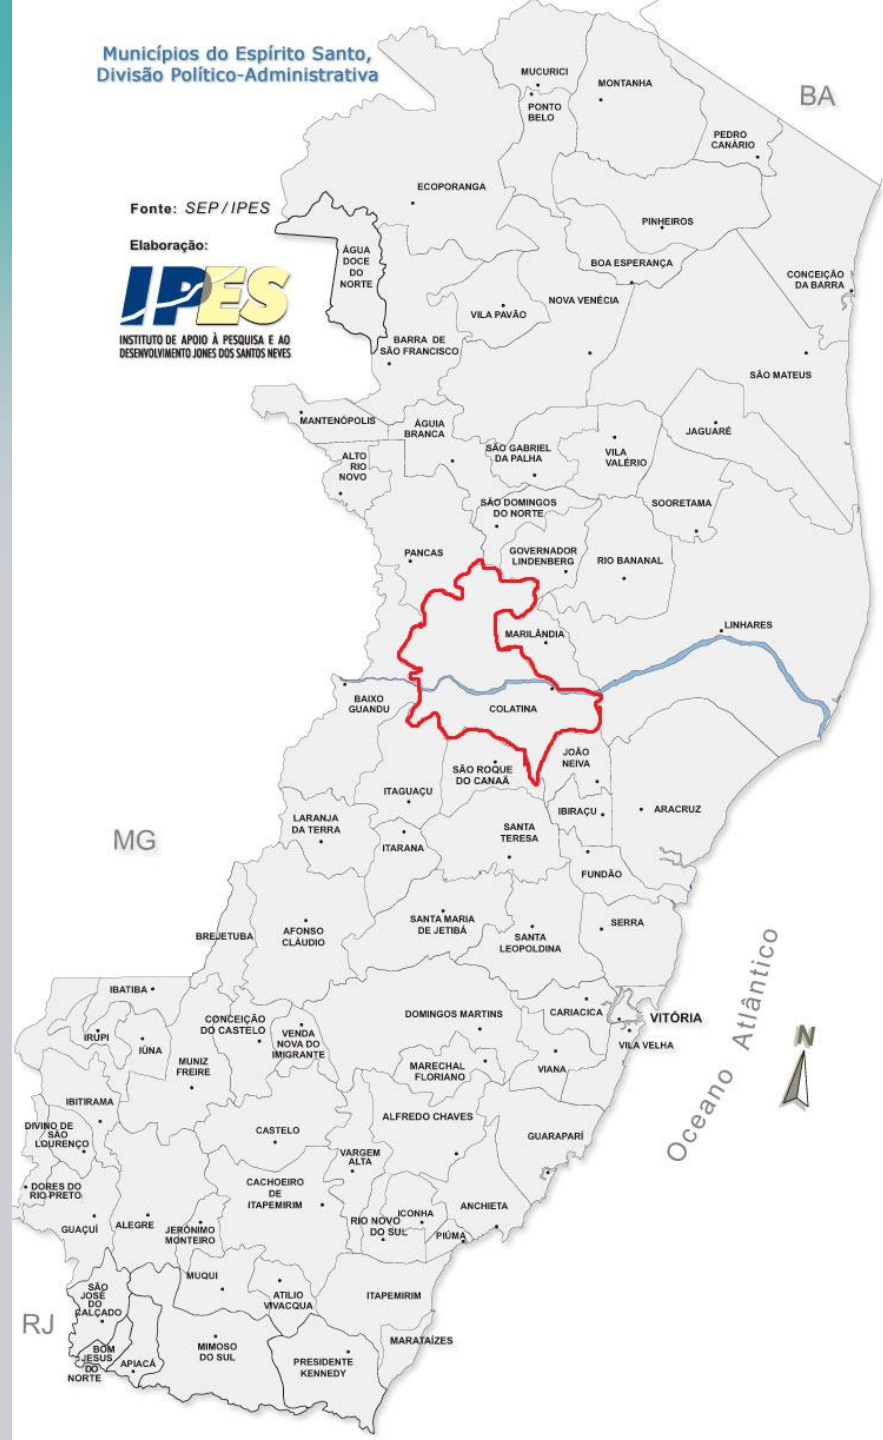 Municípios do Espírito Santo,
Divisão Político-Administrativa
BA
MUCURICI
MONTANHA
PONTO
BELO
PEDRO
CANÁRIO
ECOPORANGA
Fonte: SEP / IPES
PINHEIROS
Elaboração:
ÁGUA
DOCE
DO
NORTE
BOA ESPERANÇA
CONCEIÇÃO
DA BARRA
IPES
INSTITUTO DE APOIO À PESQUISA E AO
DESENVOLVIMENTO JONES DOS SANTOS NEVES
VILA PAVÃO
NOVA VENÉCIA
BARRA DE
SÃO FRANCISCO
SÃO MATEUS
MANTENÓPOLIS
ÁGUIA
BRANCA
JAGUARÉ
ALTO
RIO
NOVO
SÃO GABRIEL
DA PALHA
VILA
VALÉRIO
SÃO DOMINGOS
DO NORTE
SOORETAMA
PANCAS
GOVERNADOR
LINDENBERG
RIO BANANAL
MARILÂNDIA
LINHARES
BAIXO
GUANDU
COLATINA
JOÃO
NEIVA
SÃO ROQUE
DO CANAÃ
ITAGUAÇU
LARANJA
DA TERRA
IBIRAÇU
ARACRUZ
MG
ITARANA
SANTA
TERESA
FUNDÃO
BREJETUBA
AFONSO
CLÁUDIO
SANTA MARIA
DE JETIBÁ
SANTA
LEOPOLDINA
SERRA
Oceano Atlântico
IBATIBA
CONCEIÇÃO
DO CASTELO
DOMINGOS MARTINS
CARIACICA
VITÓRIA
IRUPI
IÚNA
VENDA
NOVA DO
IMIGRANTE
VILA VELHA
N
MUNIZ
FREIRE
MARECHAL
FLORIANO
VIANA
IBITIRAMA
ALFREDO CHAVES
DIVINO DE
SÃO
LOURENÇO
CASTELO
GUARAPARÍ
VARGEM
ALTA
DORES DO
RIO PRETO
CACHOEIRO
DE
ITAPEMIRIM
ANCHIETA
GUAÇUÍ
ALEGRE
JERÔNIMO
MONTEIRO
RIO NOVO
DO SUL
ICONHA
PIÚMA
MUQUI
SÃO
JOSÉ
DO
CALÇADO
ATILIO
VIVACQUA
ITAPEMIRIM
RJ
MIMOSO
DO SUL
MARATAÍZES
BOM
JESUS
DO
NORTE
APIACÁ
PRESIDENTE
KENNEDY